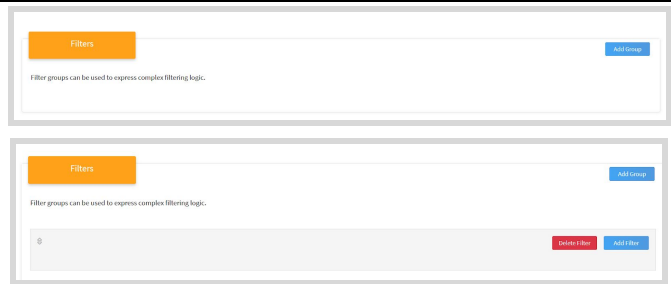 Filters
Add Group
Filter groups can be used to express complex filtering logic.
Filters
Add Group
Filter groups can be used to express complex filtering logic.
Delete Filter
Add Filter